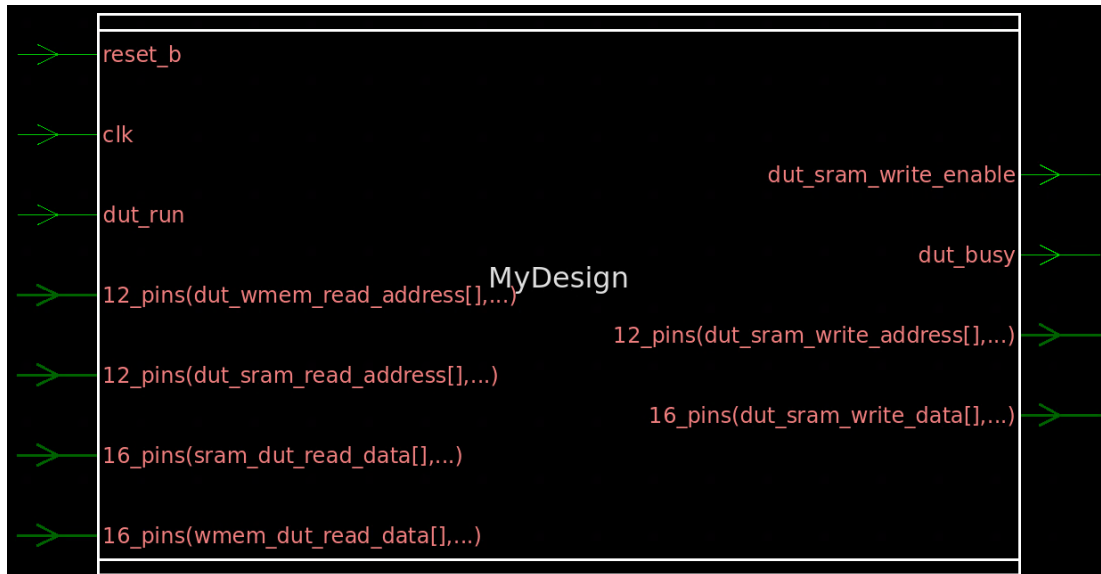 reset_b
clk
dut_sram_write_enable
dut_run
dut_busy
MyDesign
12_pins(dut_wmem_read_address[],...)
12_pins(dut_sram_write_address[],...)
12_pins(dut_sram_read_address[],...)
16_pins(dut_sram_write_data[],...)
16_pins(sram_dut_read_data[],...)
16_pins(wmem_dut_read_data[],...)